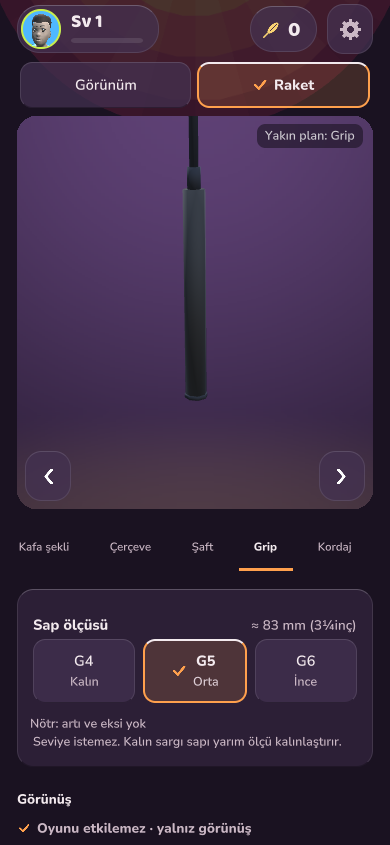 Sv 1
0
Görünüm
Raket
Yakın plan: Grip
Kafa şekli
Çerçeve
Şaft
Grip
Kordaj
Sap ölçüsü
≈ 83 mm (3¼inç)
G4
Kalın
G5
Orta
G6
İnce
Nötr: artı ve eksi yok
Seviye istemez. Kalın sargı sapı yarım ölçü kalınlaştırır.
Görünüş
Oyunu etkilemez · yalnız görünüş